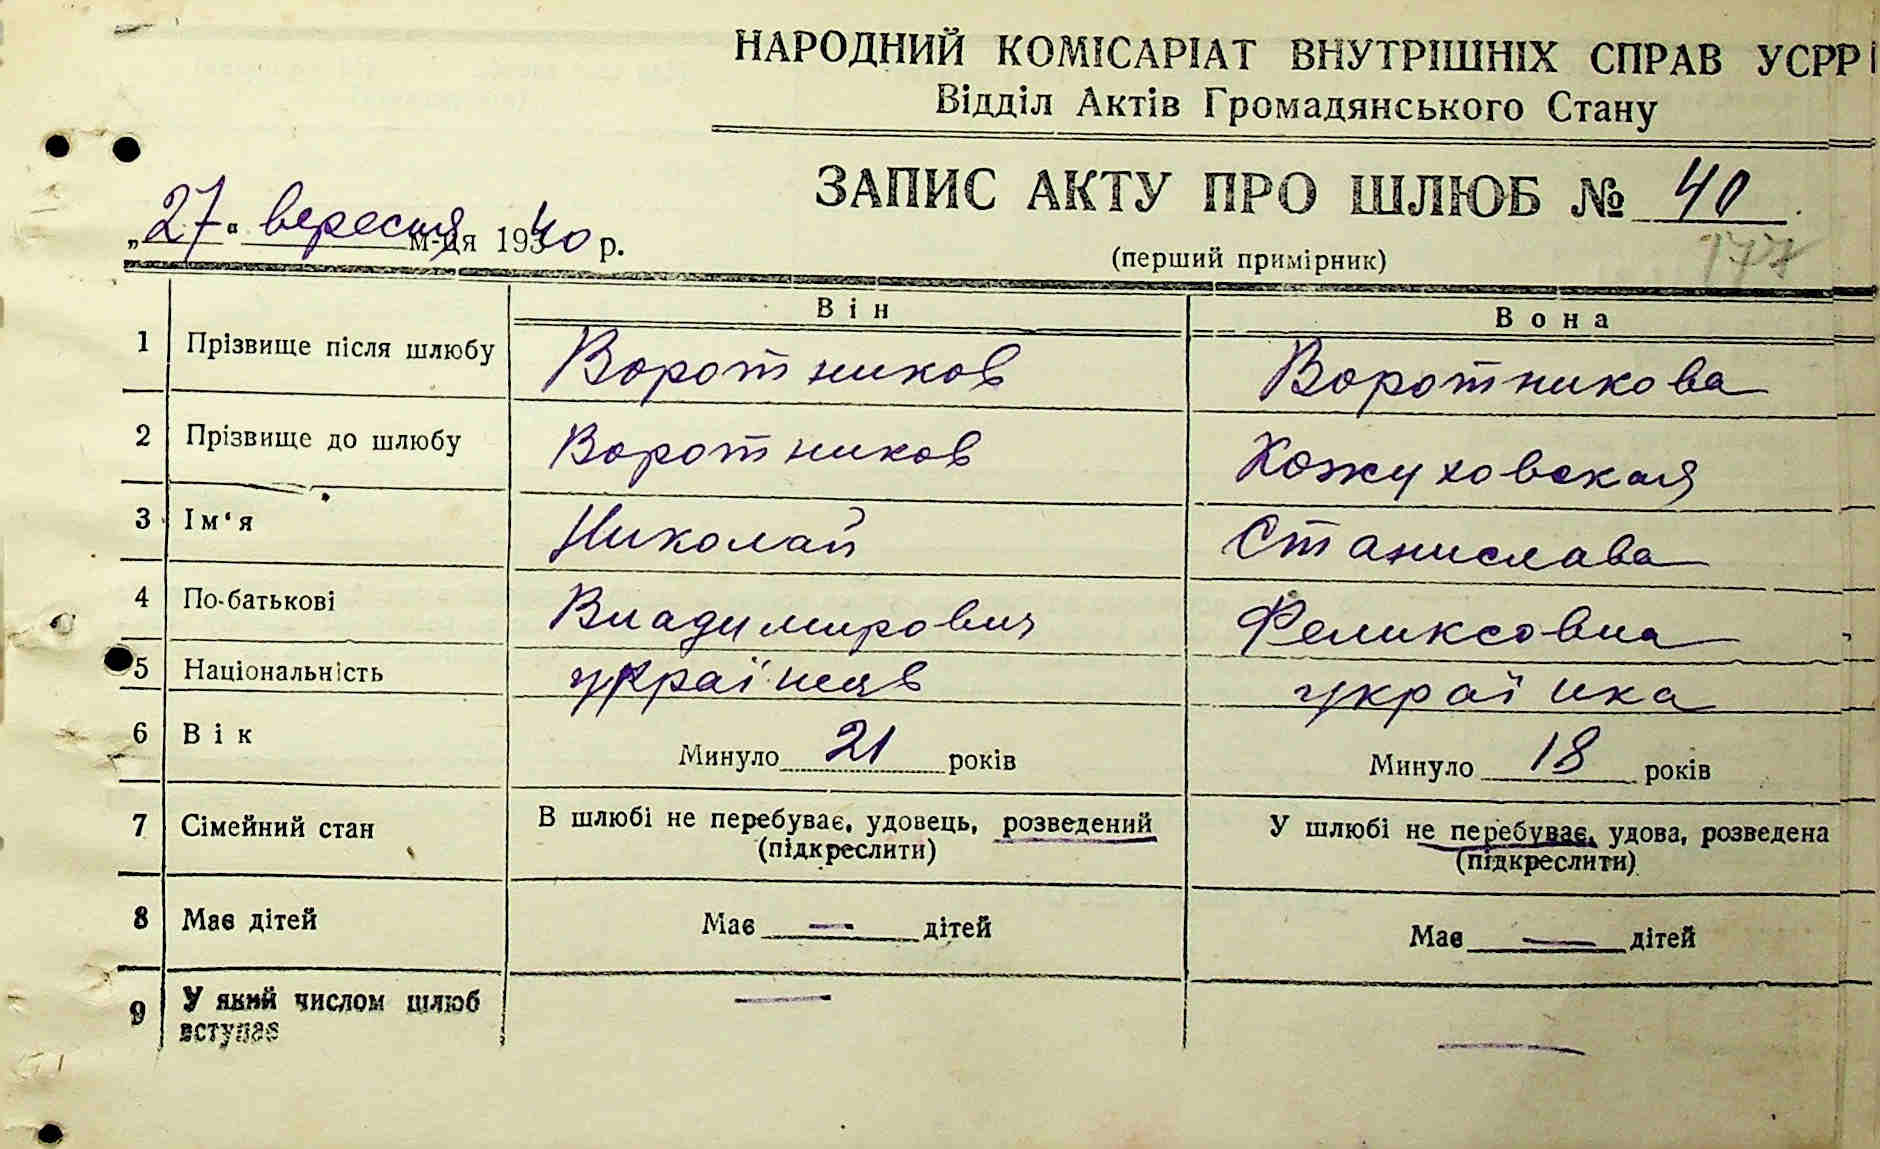 НАРОДНИЙ КОМІСАРІАТ ВНУТРІШНІХ СПРАВ УСРР
Відділ Актів Громадянського Стану
ЗАПИС АКТУ ПРО ШЛЮБ № 40
„27“ вересня м-ця 1940 р.
(перший примірник)
177
Він Вона
1 Прізвище після шлюбу Воротников Воротникова
2 Прізвище до шлюбу Воротников Кожуховская
3 Ім‘я Николай Станислава
4 По-батькові Владимирович Феликсовна
5 Національність українець українка
6 Вік Минуло 21 років Минуло 18 років
7 Сімейний стан В шлюбі не перебуває, удовець, розведений У шлюбі не перебуває, удова, розведена
(підкреслити) (підкреслити)
8 Має дітей Має — дітей Має — дітей
9 У який числом шлюб — —
вступає